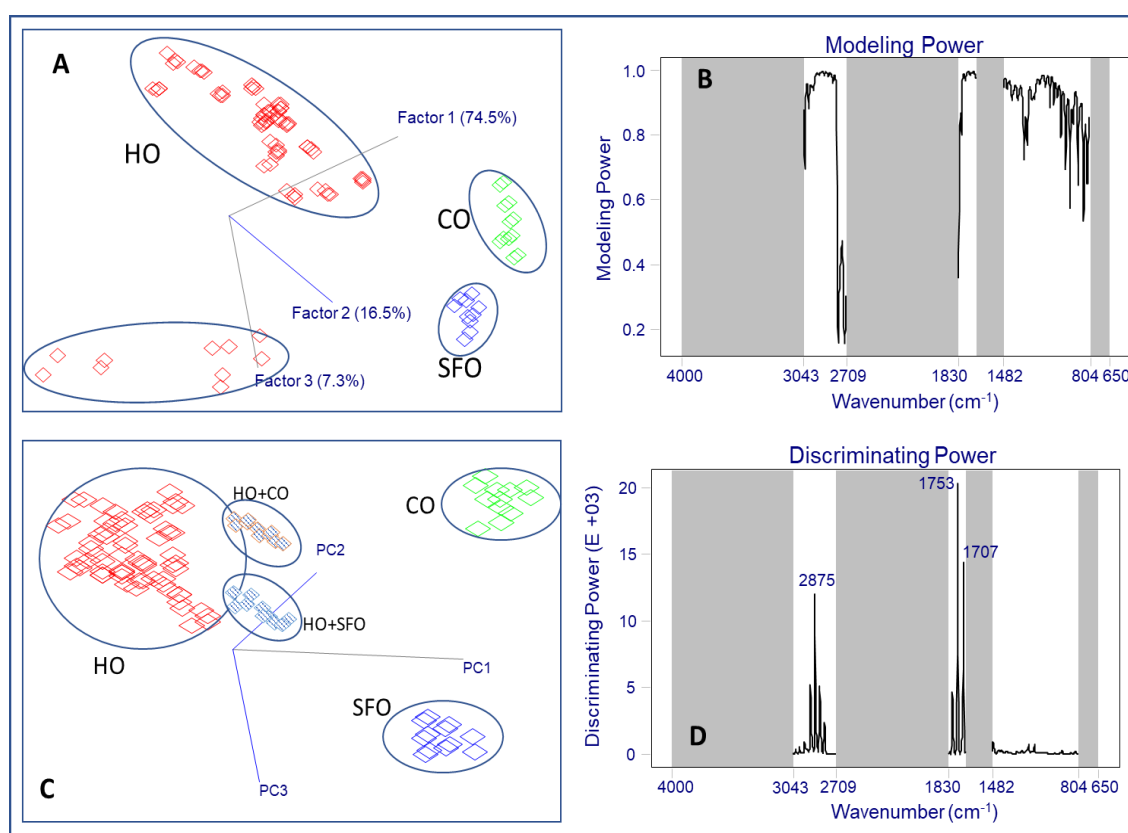 A
HO
Factor 1 (74.5%)
CO
Factor 2 (16.5%)
SFO
Factor 3 (7.3%)
Modeling Power
B
Modeling Power
1.0
0.8
0.6
0.4
0.2
4000 3043 2709 1830 1482 804 650
Wavenumber (cm-1)
HO+CO
CO
PC2
HO+SFO
HO
PC1
SFO
PC3
C
Discriminating Power
Discriminating Power (E +03)
20
15
10
5
0
1753
1707
2875
D
4000 3043 2709 1830 1482 804 650
Wavenumber (cm-1)